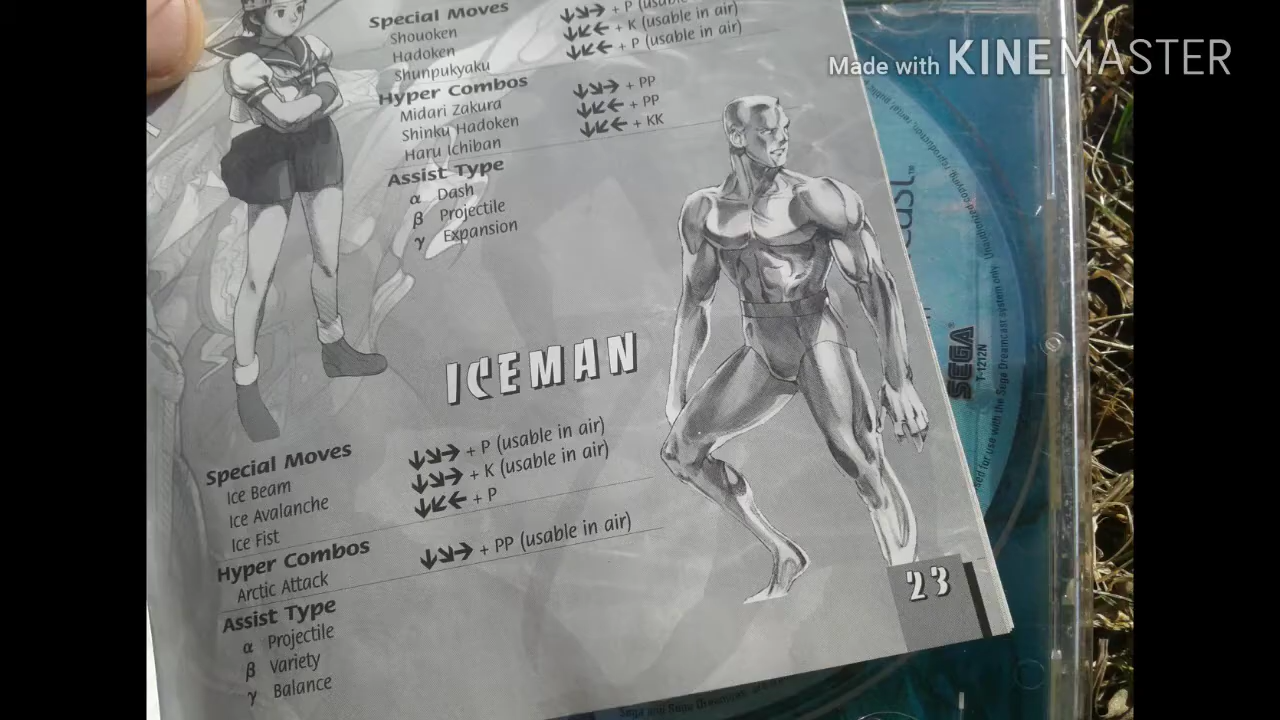 Made with KINEMASTER
Special Moves
Shouoken ↓↘→ + P
Hadoken ↓↙← + K (usable in air)
Shunpukyaku ↓↙← + P (usable in air)
Hyper Combos
Midari Zakura ↓↘→ + PP
Shinku Hadoken ↓↙← + PP
Haru Ichiban ↓↙← + KK
Assist Type
α Dash
β Projectile
γ Expansion
ICEMAN
Special Moves
Ice Beam ↓↘→ + P (usable in air)
Ice Avalanche ↓↘→ + K (usable in air)
Ice Fist ↓↙← + P
Hyper Combos
Arctic Attack ↓↘→ + PP (usable in air)
Assist Type
α Projectile
β Variety
γ Balance
23
SEGA®
T-1212N